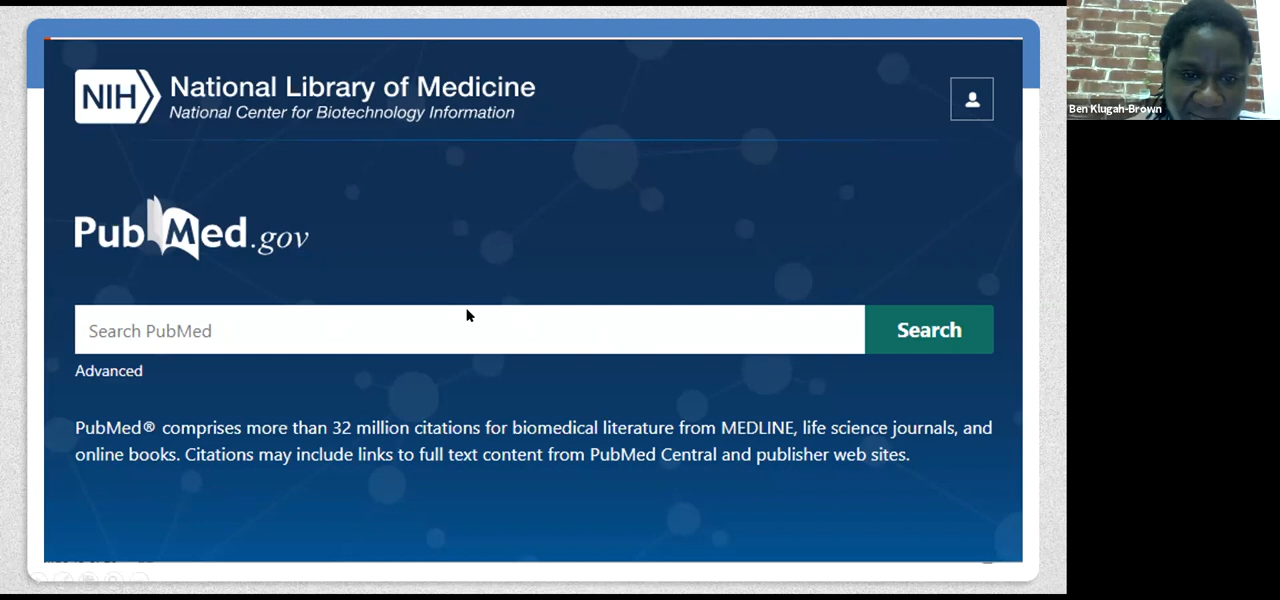 NIH National Library of Medicine
National Center for Biotechnology Information
PubMed.gov
Search PubMed
Search
Advanced
PubMed® comprises more than 32 million citations for biomedical literature from MEDLINE, life science journals, and
online books. Citations may include links to full text content from PubMed Central and publisher web sites.
Ben Klugah-Brown